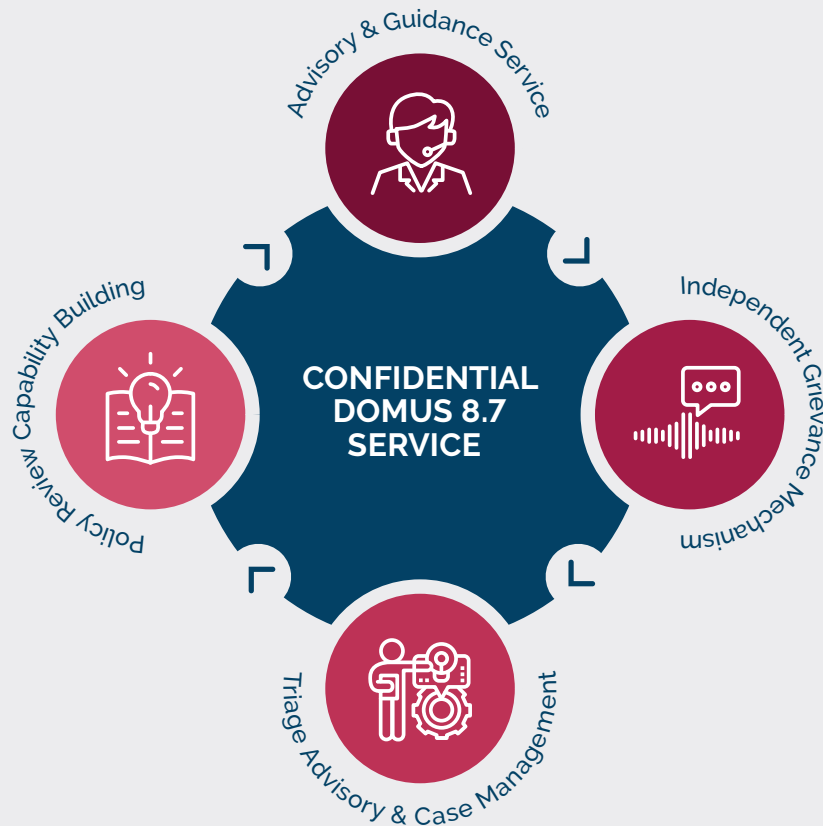 Advisory & Guidance Service
Independent Grievance Mechanism
CONFIDENTIAL
DOMUS 8.7
SERVICE
Policy Review Capability Building
Triage Advisory & Case Management